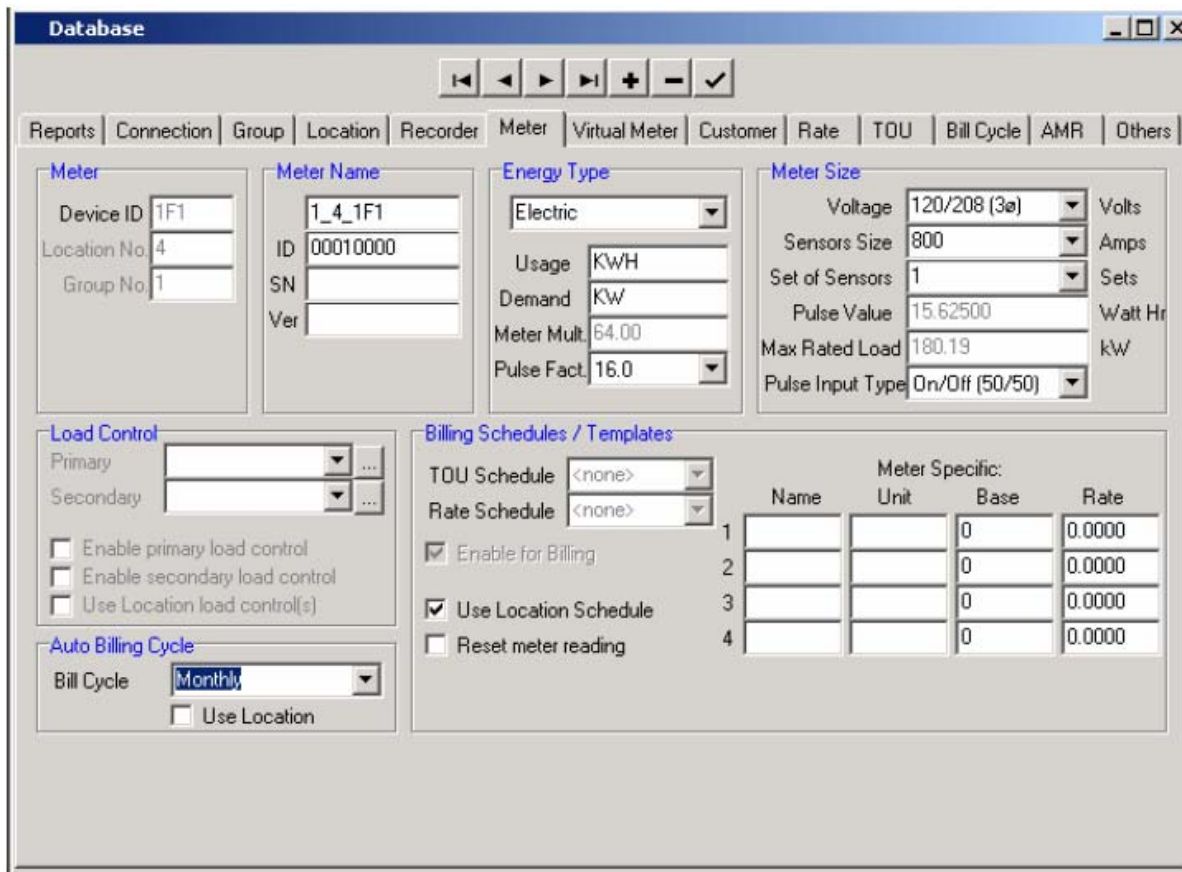 Database
Reports Connection Group Location Recorder Meter Virtual Meter Customer Rate TOU Bill Cycle AMR Others
Meter
Device ID 1F1
Location No. 4
Group No. 1
Meter Name
1_4_1F1
ID 00010000
SN
Ver
Energy Type
Electric
Usage KWH
Demand KW
Meter Mult. 64.00
Pulse Fact. 16.0
Meter Size
Voltage 120/208 (3ø) Volts
Sensors Size 800 Amps
Set of Sensors 1 Sets
Pulse Value 15.62500 Watt Hr
Max Rated Load 180.19 kW
Pulse Input Type On/Off (50/50)
Load Control
Primary ...
Secondary ...
Enable primary load control
Enable secondary load control
Use Location load control(s)
Auto Billing Cycle
Bill Cycle Monthly
Use Location
Billing Schedules / Templates
TOU Schedule <none>
Rate Schedule <none>
Enable for Billing
Use Location Schedule
Reset meter reading
Meter Specific:
Name Unit Base Rate
1 0 0.0000
2 0 0.0000
3 0 0.0000
4 0 0.0000